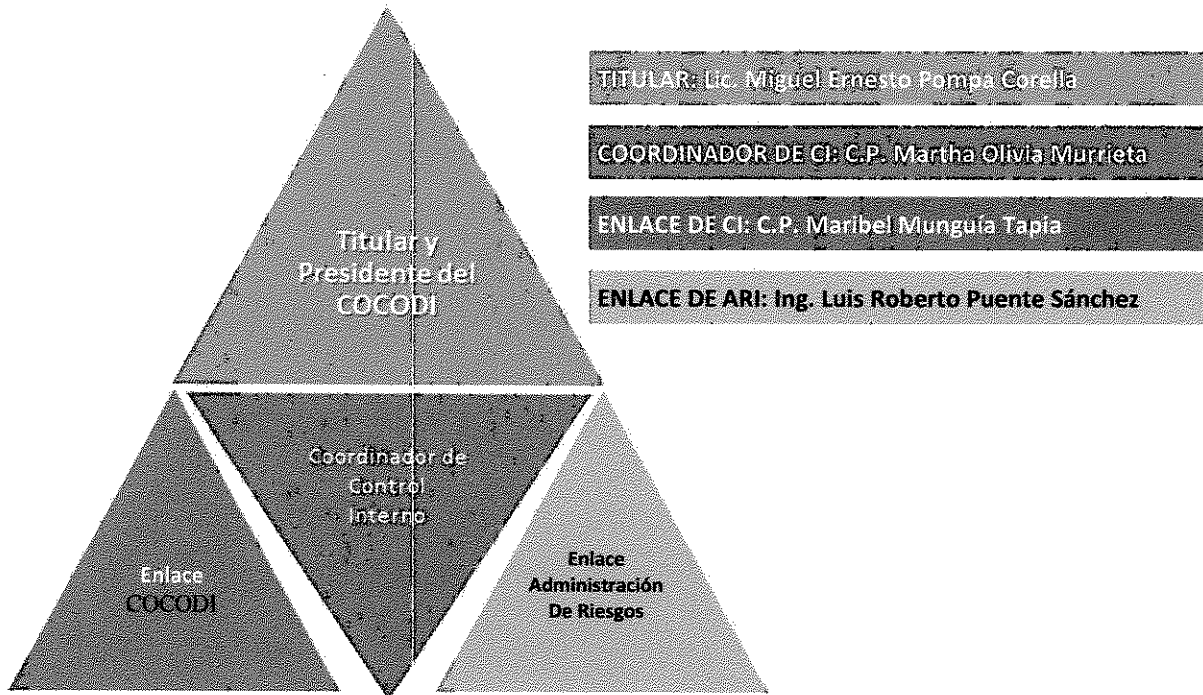 TITULAR: Lic. Miguel Ernesto Pompa Corella
COORDINADOR DE CI: C.P. Martha Olivia Murrieta
ENLACE DE CI: C.P. Maribel Munguía Tapia
ENLACE DE ARI: Ing. Luis Roberto Puente Sánchez
Titular y
Presidente del
COCODI
Coordinador de
Control
Interno
Enlace
COCODI
Enlace
Administración
De Riesgos